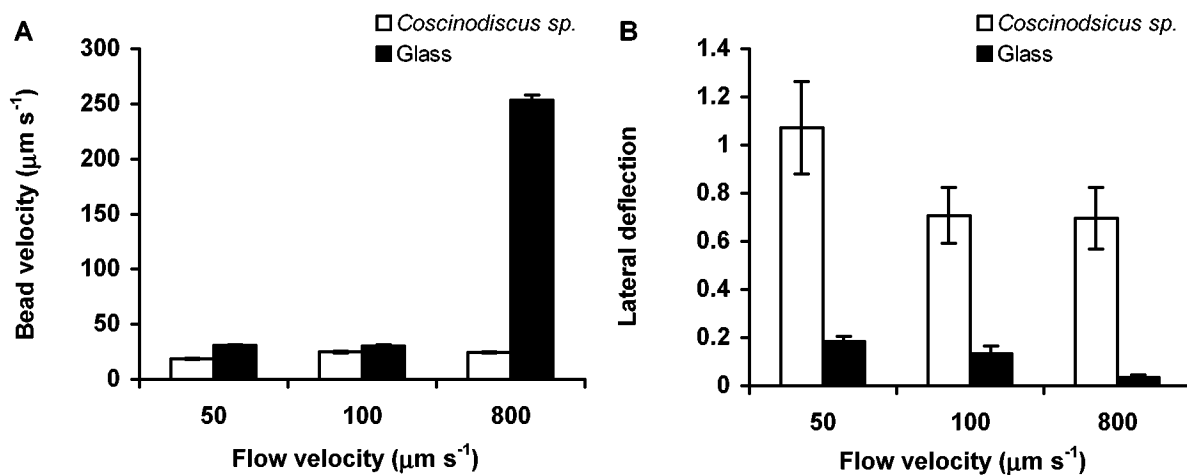 A
Coscinodiscus sp.
Glass
300
250
200
150
100
50
0
Bead velocity (μm s-1)
50 100 800
Flow velocity (μm s-1)
B
Coscinodsicus sp.
Glass
1.4
1.2
1
0.8
0.6
0.4
0.2
0
Lateral deflection
50 100 800
Flow velocity (μm s-1)